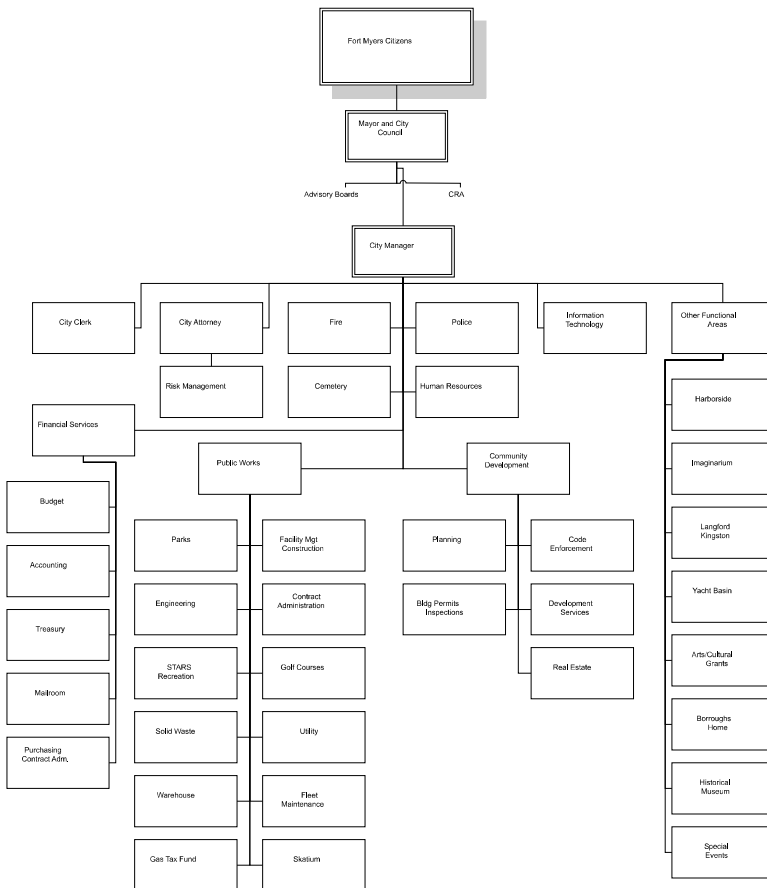 Fort Myers Citizens
Mayor and City
Council
Advisory Boards
CRA
City Manager
City Clerk
City Attorney
Fire
Police
Information
Technology
Other Functional
Areas
Risk Management
Cemetery
Human Resources
Financial Services
Budget
Accounting
Treasury
Mailroom
Purchasing
Contract Adm.
Public Works
Parks
Facility Mgt
Construction
Engineering
Contract
Administration
STARS
Recreation
Golf Courses
Solid Waste
Utility
Warehouse
Fleet
Maintenance
Gas Tax Fund
Skatium
Community
Development
Planning
Code
Enforcement
Bldg Permits
Inspections
Development
Services
Real Estate
Harborside
Imaginarium
Langford
Kingston
Yacht Basin
Arts/Cultural
Grants
Borroughs
Home
Historical
Museum
Special
Events